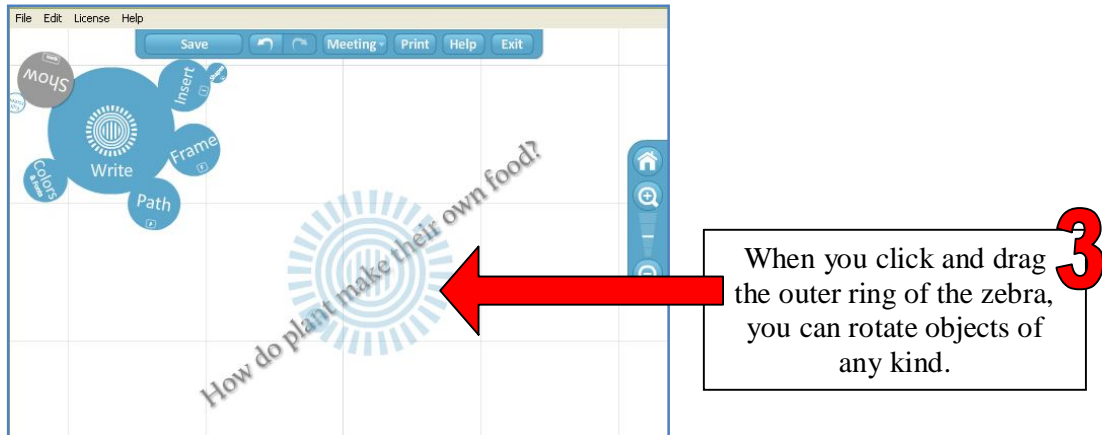 File Edit License Help
Save Meeting Print Help Exit
Show
Insert
Shapes
Frame
Write
Colors
& Fonts
Path
How do plant make their own food?
3
When you click and drag
the outer ring of the zebra,
you can rotate objects of
any kind.